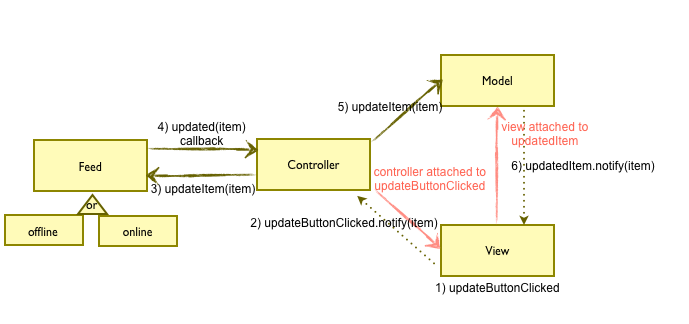 Model
5) updateItem(item)
4) updated(item)
callback
view attached to
updatedItem
Feed
Controller
controller attached to
updateButtonClicked
6) updatedItem.notify(item)
3) updateItem(item)
or
offline
online
2) updateButtonClicked.notify(item)
View
1) updateButtonClicked